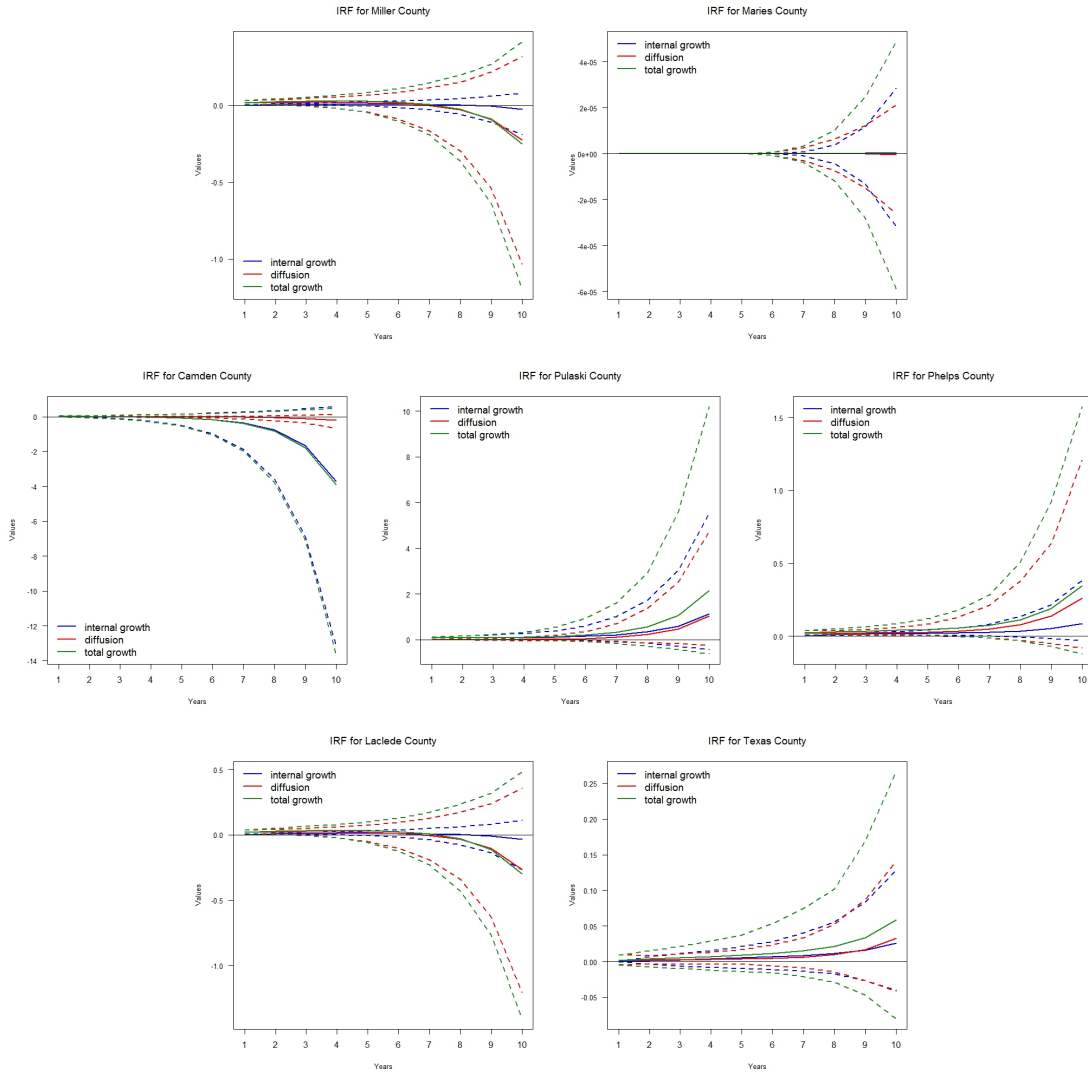 IRF for Miller County
0.0
-0.5
-1.0
Values
internal growth
diffusion
total growth
1 2 3 4 5 6 7 8 9 10
Years
IRF for Maries County
4e-05
2e-05
0e+00
-2e-05
-4e-05
-6e-05
Values
internal growth
diffusion
total growth
1 2 3 4 5 6 7 8 9 10
Years
IRF for Camden County
0
-2
-4
-6
-8
-10
-12
-14
Values
internal growth
diffusion
total growth
1 2 3 4 5 6 7 8 9 10
Years
IRF for Pulaski County
10
8
6
4
2
0
Values
internal growth
diffusion
total growth
1 2 3 4 5 6 7 8 9 10
Years
IRF for Phelps County
1.5
1.0
0.5
0.0
Values
internal growth
diffusion
total growth
1 2 3 4 5 6 7 8 9 10
Years
IRF for Laclede County
0.5
0.0
-0.5
-1.0
Values
internal growth
diffusion
total growth
1 2 3 4 5 6 7 8 9 10
Years
IRF for Texas County
0.25
0.20
0.15
0.10
0.05
0.00
-0.05
Values
internal growth
diffusion
total growth
1 2 3 4 5 6 7 8 9 10
Years